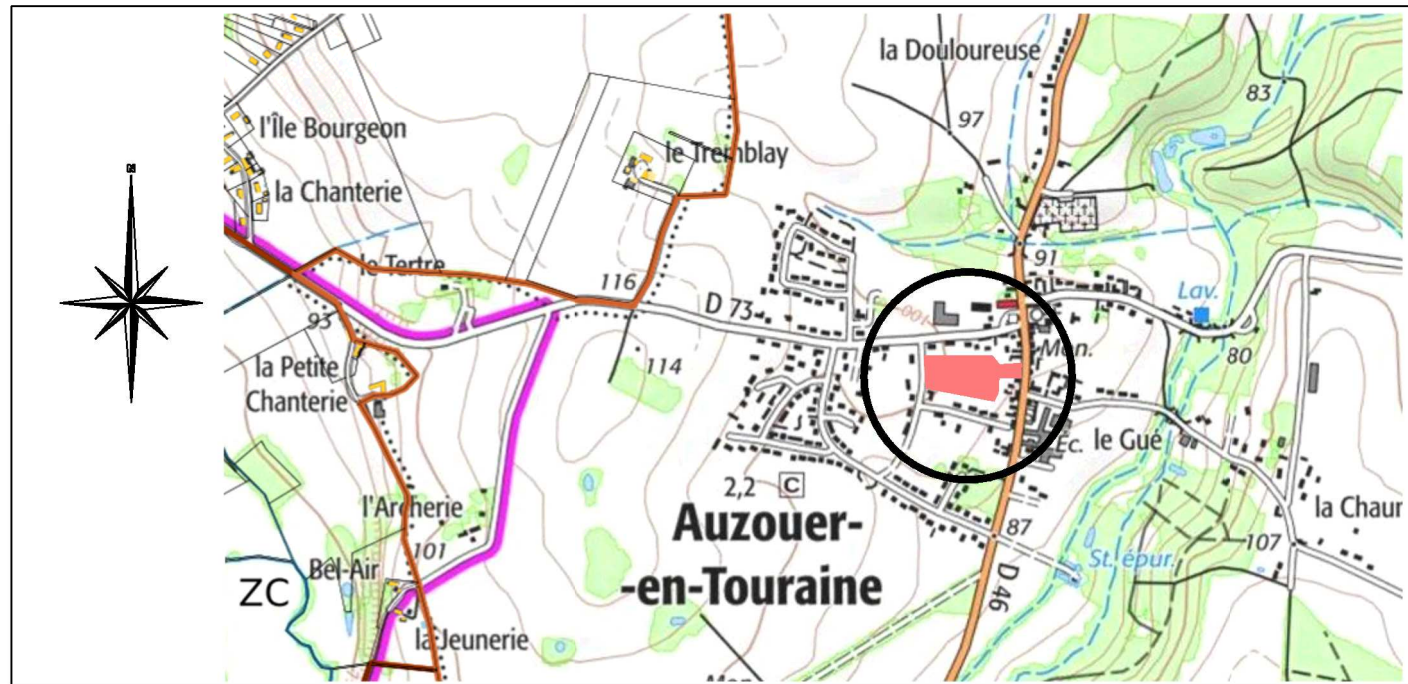 N
la Douloureuse
83
97
l'Île Bourgeon
le Tremblay
la Chanterie
91
le Tertre
116
D 73
100
Lav.
93
Mon.
80
la Petite
Chanterie
114
Éc.
le Gué
2,2 C
l'Archerie
Auzouer-
-en-Touraine
87
la Chaur
107
101
Bel-Air
St. épur.
ZC
D 46
la Jeunerie